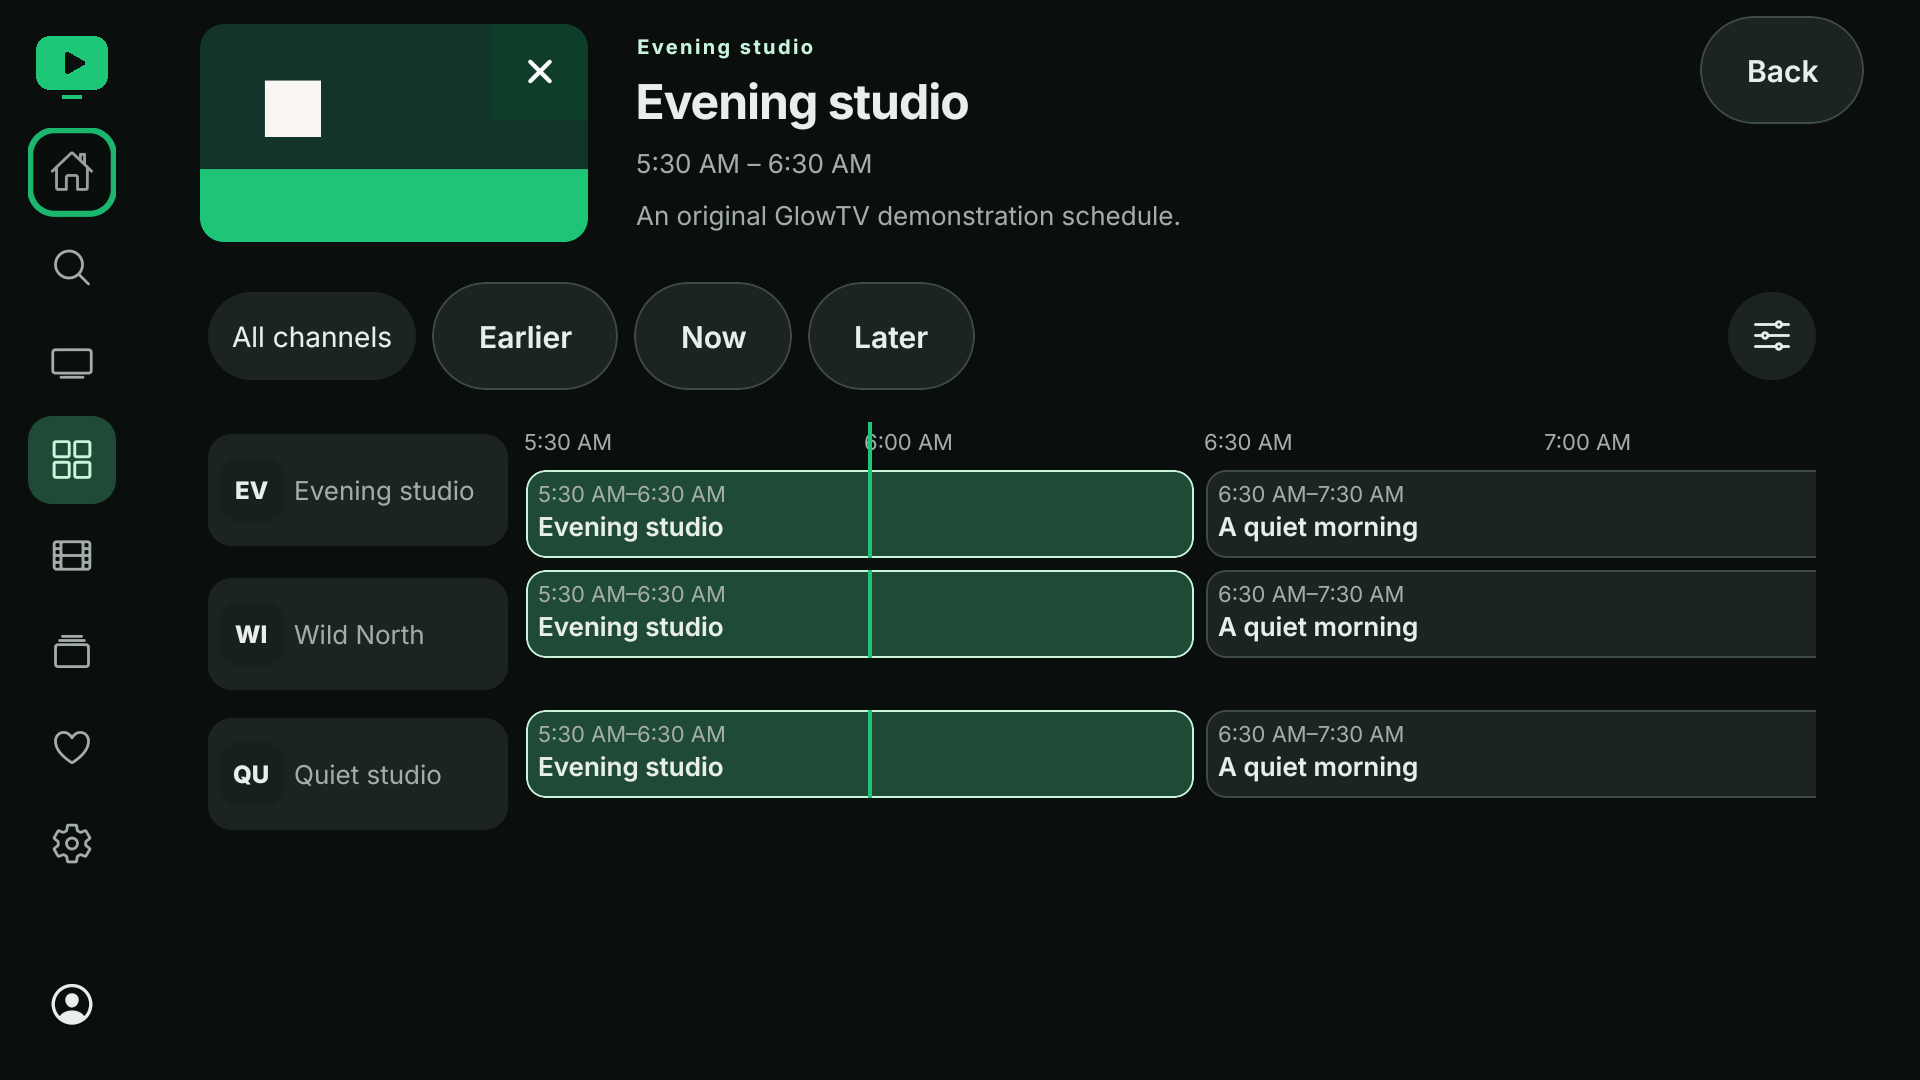 Evening studio
Evening studio
5:30 AM – 6:30 AM
An original GlowTV demonstration schedule.
Back
All channels
Earlier
Now
Later
5:30 AM
6:00 AM
6:30 AM
7:00 AM
EV
Evening studio
5:30 AM–6:30 AM
Evening studio
6:30 AM–7:30 AM
A quiet morning
WI
Wild North
5:30 AM–6:30 AM
Evening studio
6:30 AM–7:30 AM
A quiet morning
QU
Quiet studio
5:30 AM–6:30 AM
Evening studio
6:30 AM–7:30 AM
A quiet morning